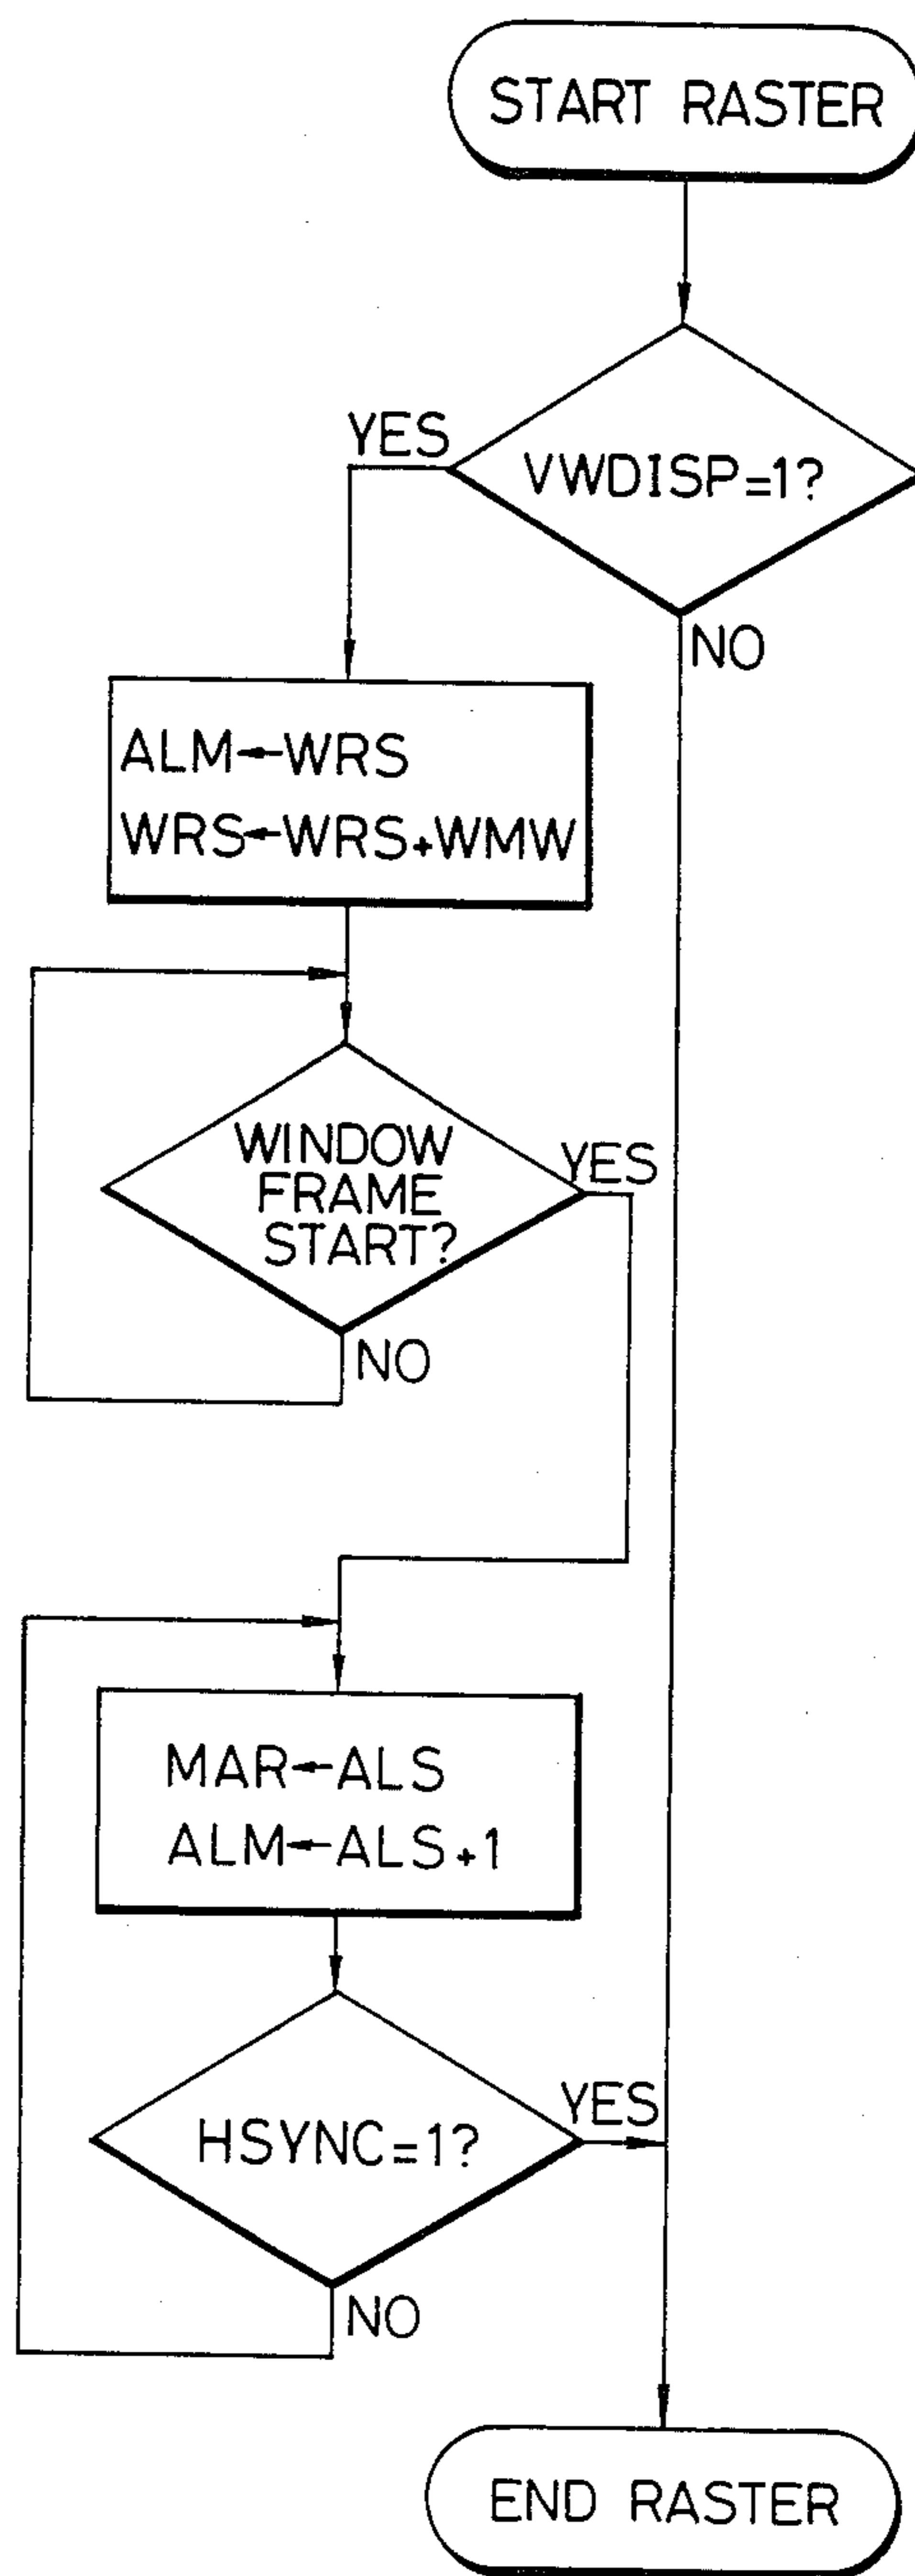 START RASTER
VWDISP=1?
YES
NO
ALM←WRS
WRS←WRS+WMW
WINDOW
FRAME
START?
YES
NO
MAR←ALS
ALM←ALS+1
HSYNC=1?
YES
NO
END RASTER